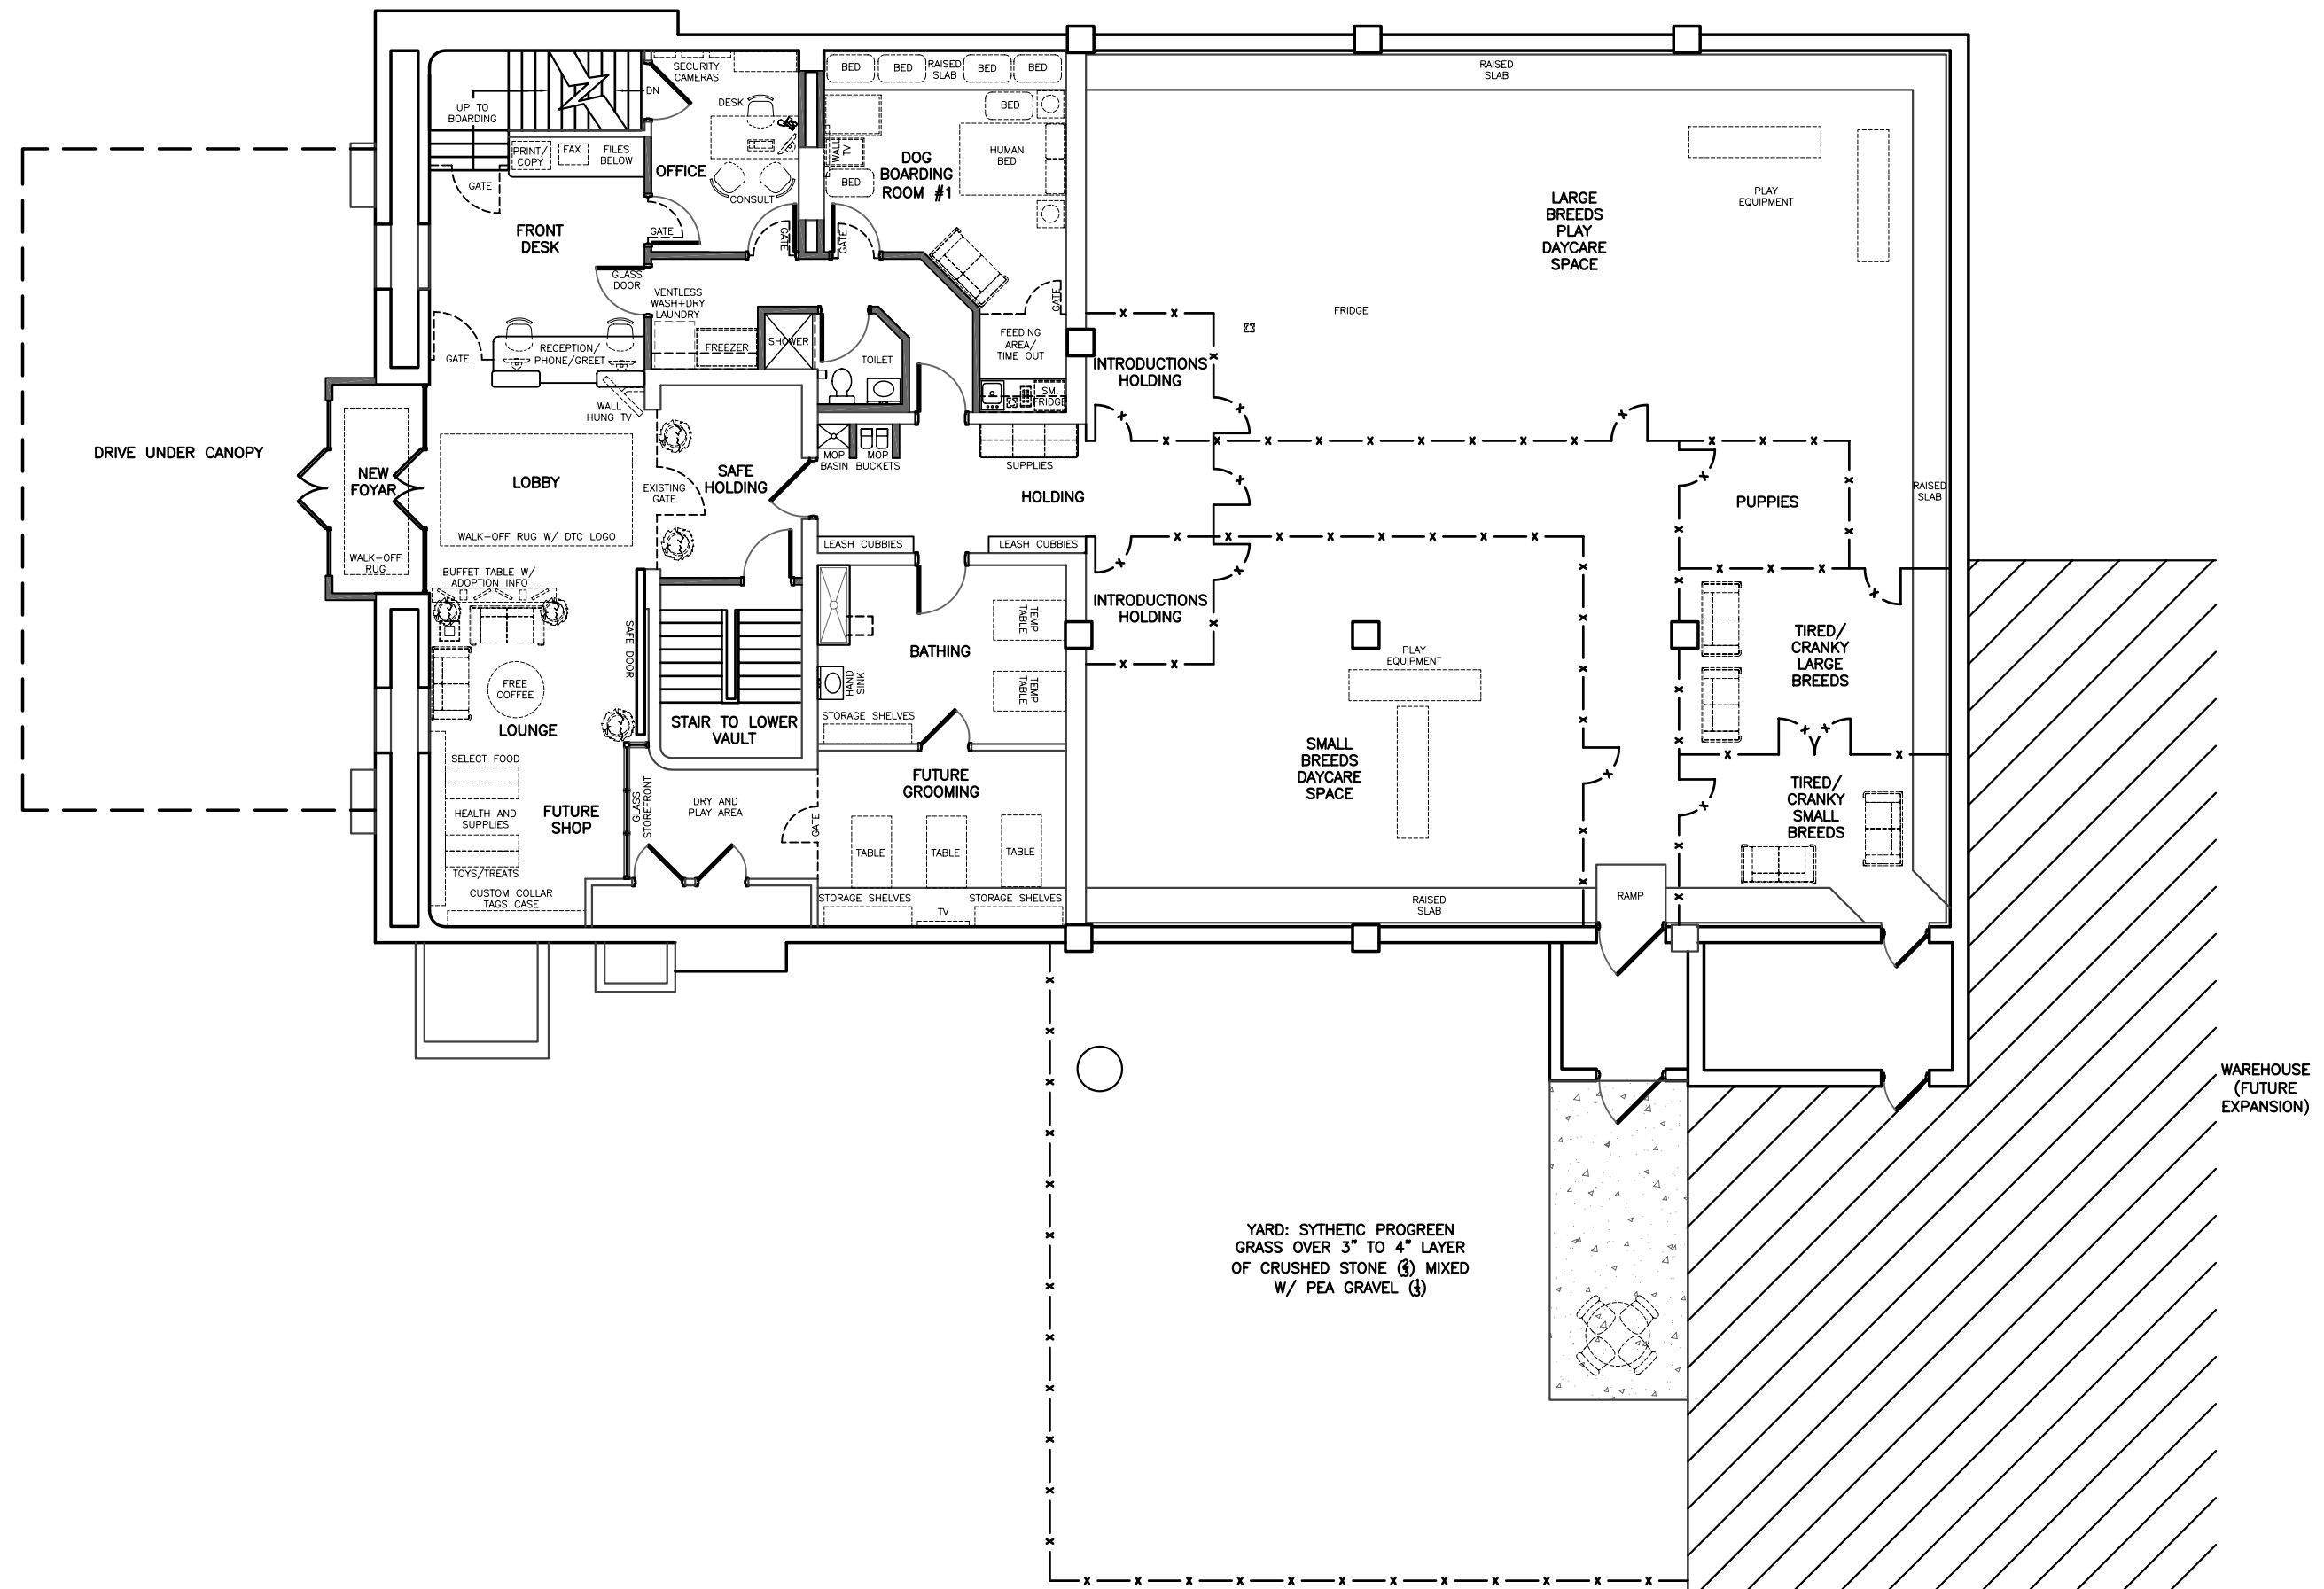 SECURITY
CAMERAS
DN
UP TO
BOARDING
DESK
PRINT/
COPY
FAX
FILES
BELOW
OFFICE
CONSULT
GATE
GATE
GATE
GATE
FRONT
DESK
GLASS
DOOR
BED
BED
RAISED
SLAB
BED
BED
BED
WALL
TV
BED
HUMAN
BED
DOG
BOARDING
ROOM #1
GATE
FEEDING
AREA/
TIME OUT
SM.
FRIDGE
VENTLESS
WASH+DRY
LAUNDRY
FREEZER
SHOWER
TOILET
RECEPTION/
PHONE/GREET
GATE
WALL
HUNG TV
RAISED
SLAB
LARGE
BREEDS
PLAY
DAYCARE
SPACE
PLAY
EQUIPMENT
FRIDGE
INTRODUCTIONS
HOLDING
DRIVE UNDER CANOPY
NEW
FOYAR
WALK-OFF
RUG
LOBBY
WALK-OFF RUG W/ DTC LOGO
EXISTING
GATE
SAFE
HOLDING
MOP
BASIN
MOP
BUCKETS
SUPPLIES
HOLDING
LEASH CUBBIES
LEASH CUBBIES
PUPPIES
RAISED
SLAB
BUFFET TABLE W/
ADOPTION INFO
SAFE DOOR
FREE
COFFEE
LOUNGE
STAIR TO LOWER
VAULT
BATHING
TEMP
TABLE
TEMP
TABLE
HAND
SINK
STORAGE SHELVES
INTRODUCTIONS
HOLDING
PLAY
EQUIPMENT
SMALL
BREEDS
DAYCARE
SPACE
TIRED/
CRANKY
LARGE
BREEDS
TIRED/
CRANKY
SMALL
BREEDS
SELECT FOOD
HEALTH AND
SUPPLIES
TOYS/TREATS
CUSTOM COLLAR
TAGS CASE
FUTURE
SHOP
GLASS
STOREFRONT
DRY AND
PLAY AREA
GATE
FUTURE
GROOMING
TABLE
TABLE
TABLE
STORAGE SHELVES
TV
STORAGE SHELVES
RAISED
SLAB
RAMP
WAREHOUSE
(FUTURE
EXPANSION)
YARD: SYTHETIC PROGREEN
GRASS OVER 3" TO 4" LAYER
OF CRUSHED STONE (⅔) MIXED
W/ PEA GRAVEL (⅓)